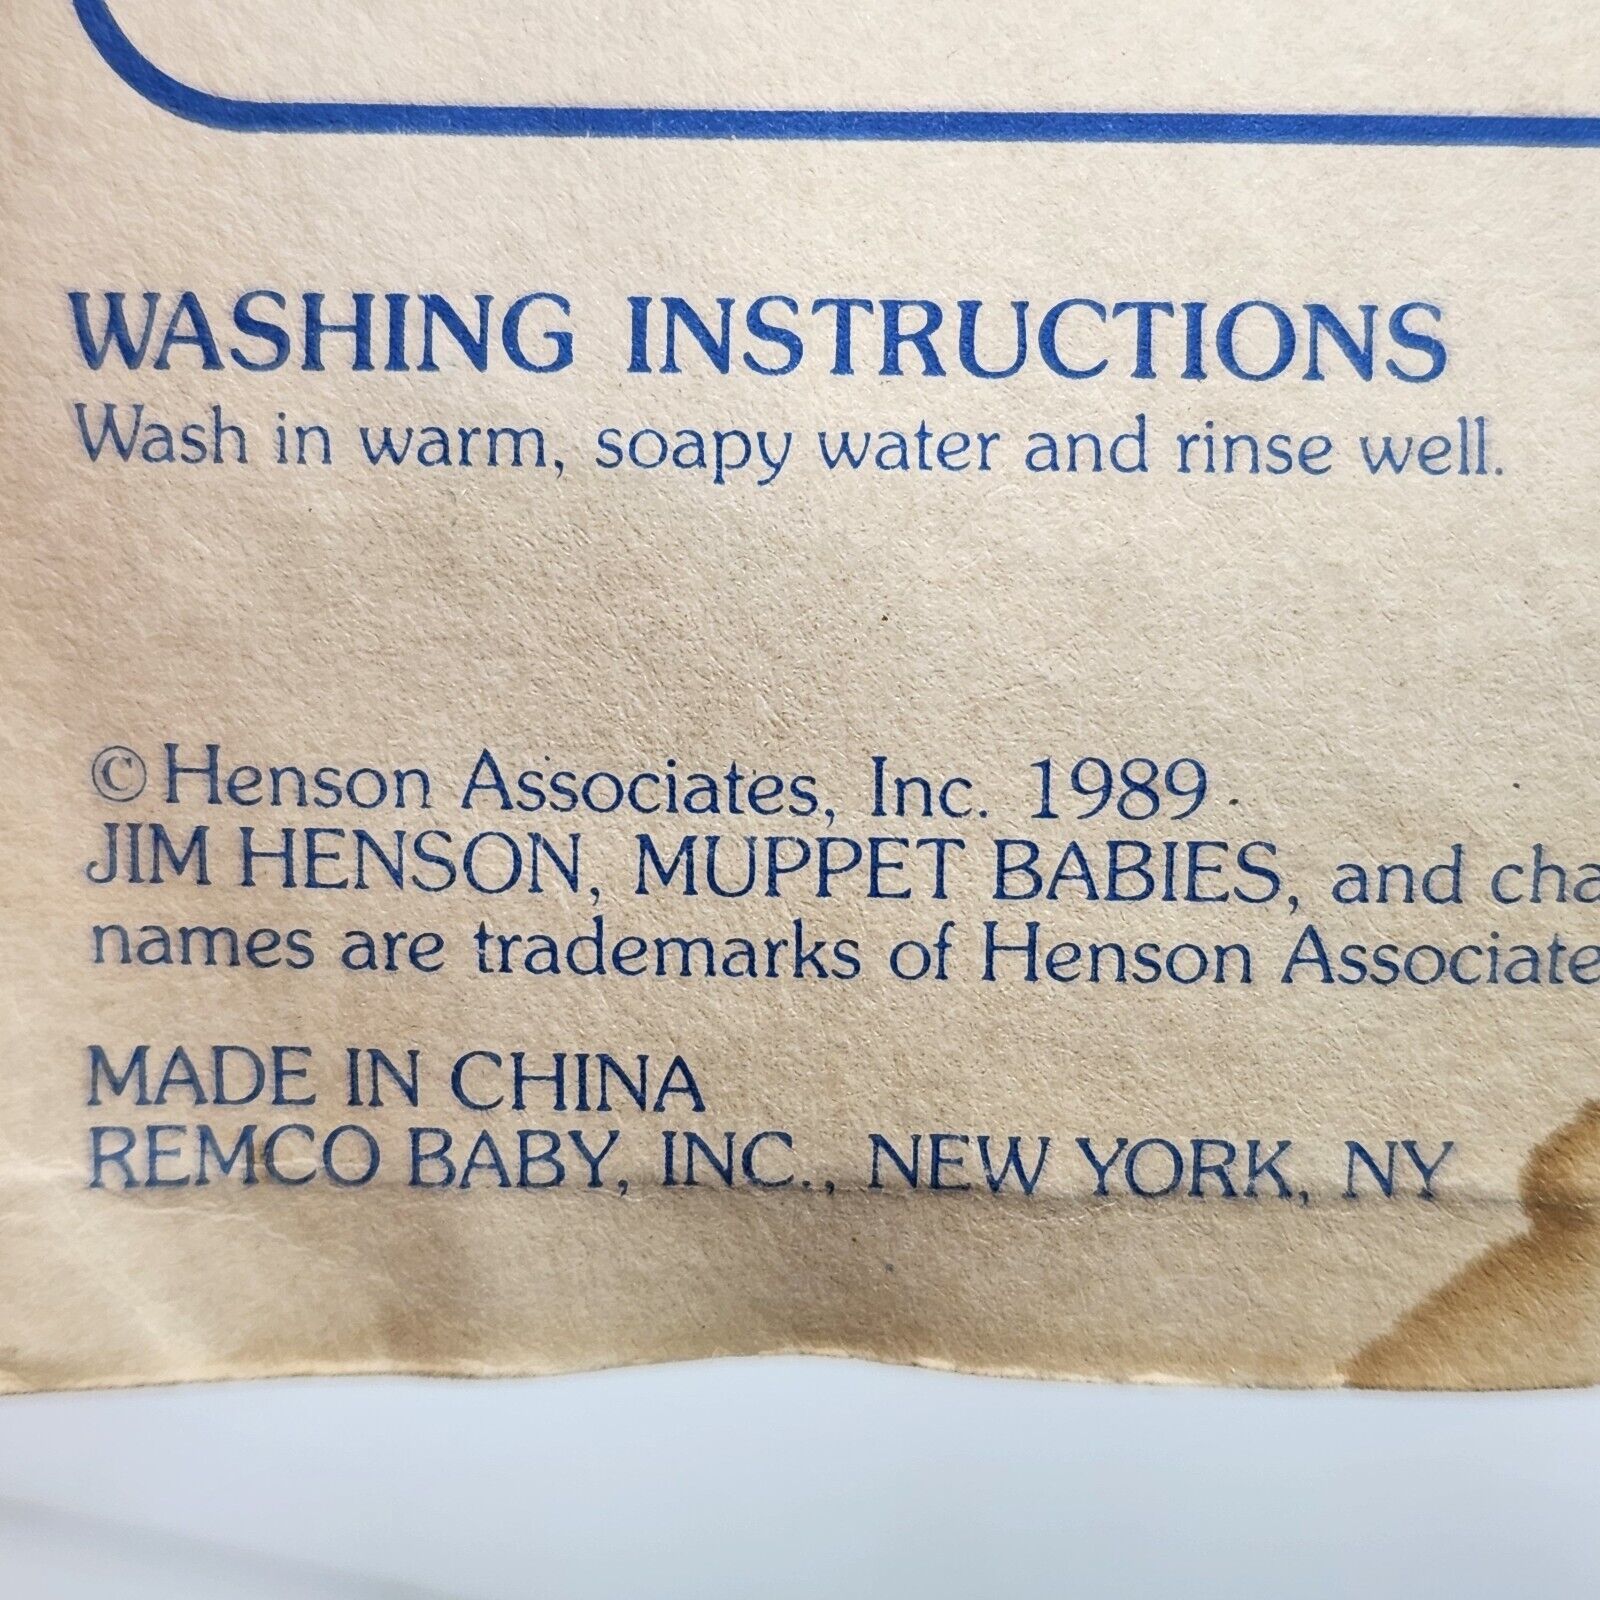 WASHING INSTRUCTIONS
Wash in warm, soapy water and rinse well.
© Henson Associates, Inc. 1989
JIM HENSON, MUPPET BABIES, and cha
names are trademarks of Henson Associate
MADE IN CHINA
REMCO BABY, INC., NEW YORK, NY